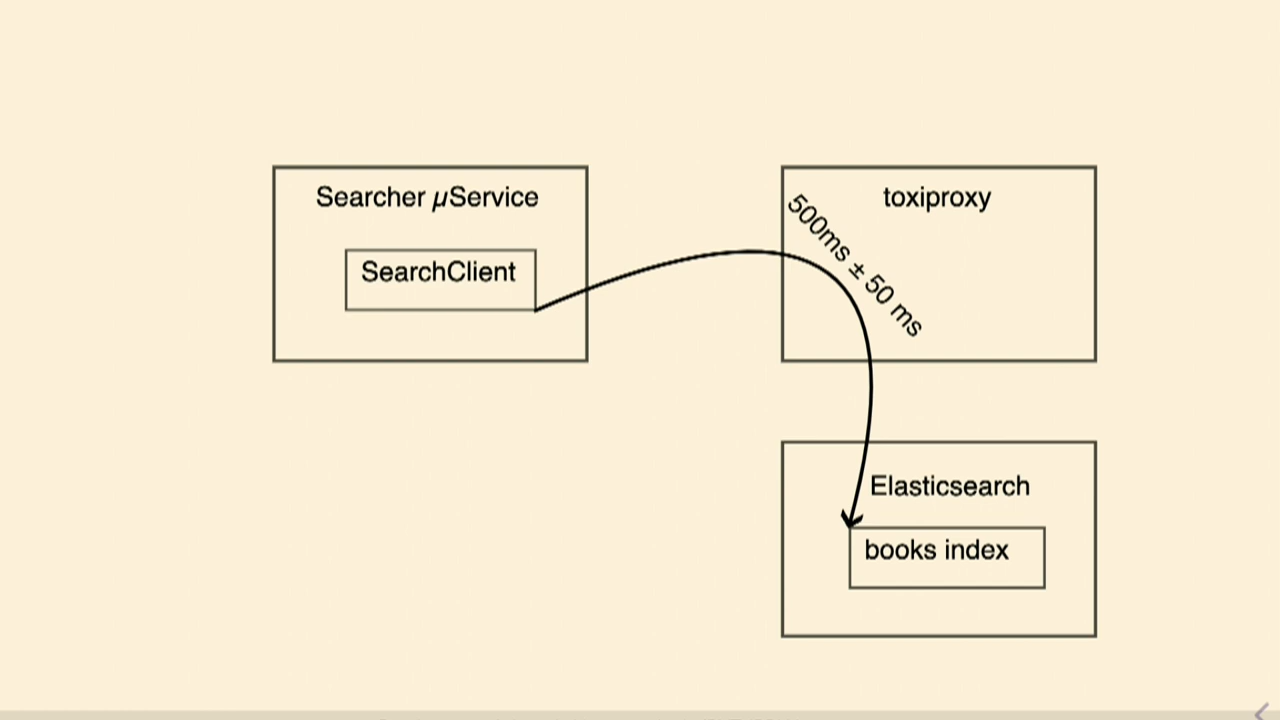 Searcher µService
SearchClient
toxiproxy
500ms ± 50 ms
Elasticsearch
books index